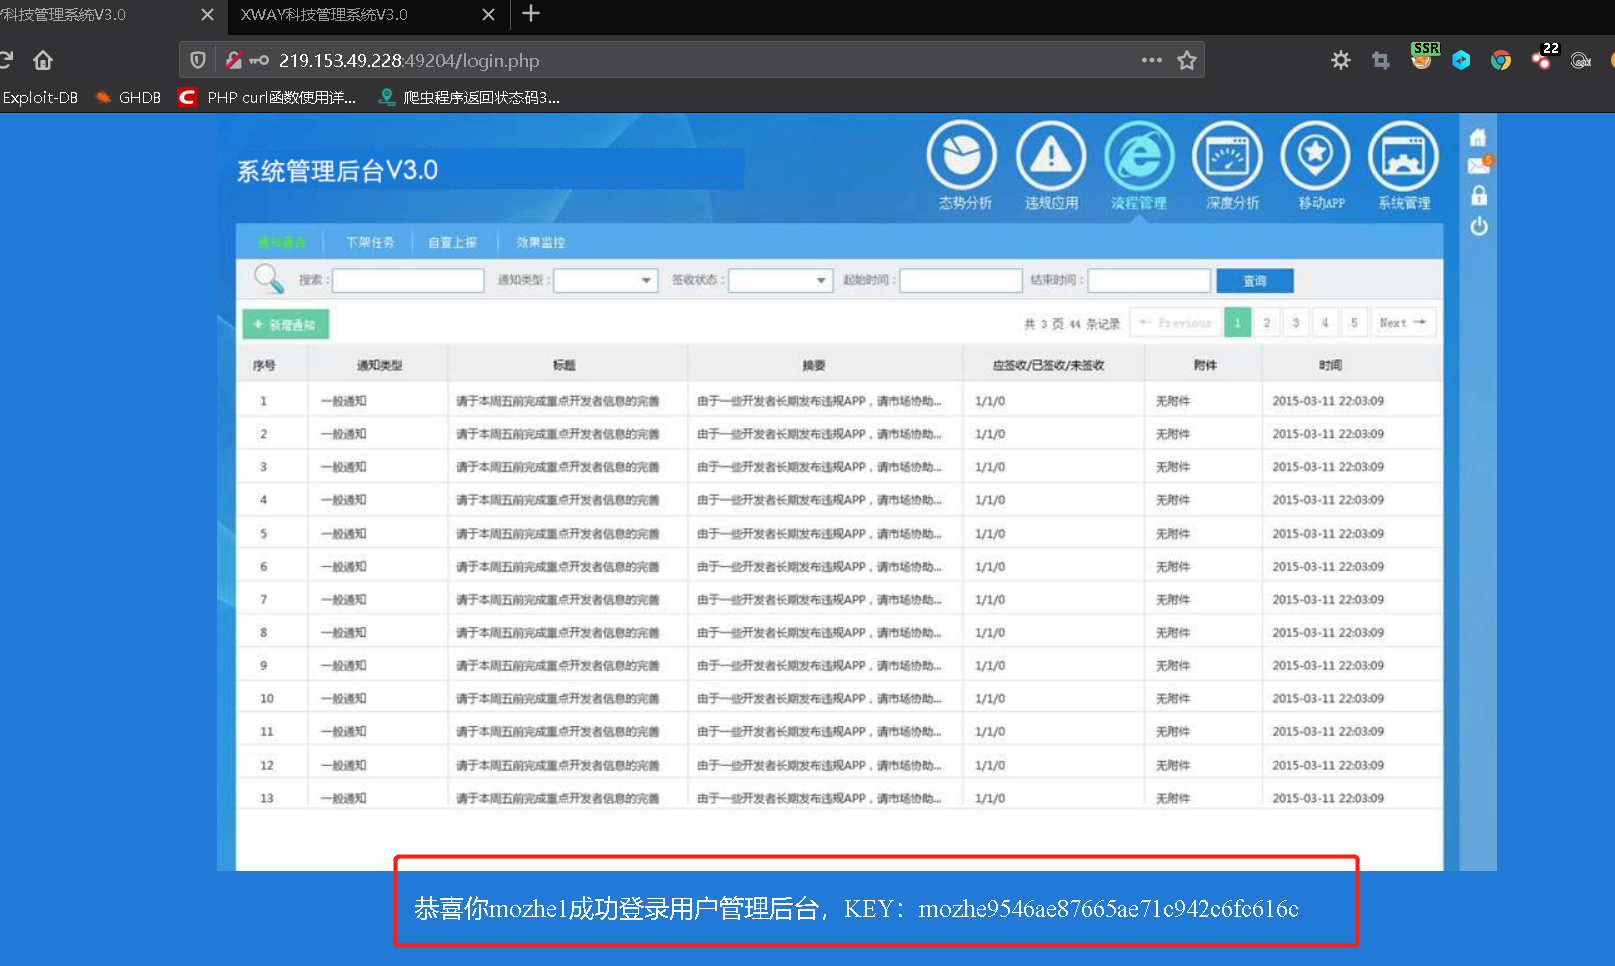 Y科技管理系统V3.0 XWAY科技管理系统V3.0
219.153.49.228:49204/login.php
SSR 22
Exploit-DB GHDB PHP curl函数使用详... 爬虫程序返回状态码3...
系统管理后台V3.0
态势分析 违规应用 流程管理 深度分析 移动APP 系统管理
5
下架任务 自查上报 效果监控
搜索: 通知类型: 签收状态: 起始时间: 结束时间: 查询
+ 新增通知 共 3 页 44 条记录 ← Previous 1 2 3 4 5 Next →
序号 通知类型 标题 摘要 应签收/已签收/未签收 附件 时间
1 一般通知 请于本周五前完成重点开发者信息的完善 由于一些开发者长期发布违规APP，请市场协助... 1/1/0 无附件 2015-03-11 22:03:09
2 一般通知 请于本周五前完成重点开发者信息的完善 由于一些开发者长期发布违规APP，请市场协助... 1/1/0 无附件 2015-03-11 22:03:09
3 一般通知 请于本周五前完成重点开发者信息的完善 由于一些开发者长期发布违规APP，请市场协助... 1/1/0 无附件 2015-03-11 22:03:09
4 一般通知 请于本周五前完成重点开发者信息的完善 由于一些开发者长期发布违规APP，请市场协助... 1/1/0 无附件 2015-03-11 22:03:09
5 一般通知 请于本周五前完成重点开发者信息的完善 由于一些开发者长期发布违规APP，请市场协助... 1/1/0 无附件 2015-03-11 22:03:09
6 一般通知 请于本周五前完成重点开发者信息的完善 由于一些开发者长期发布违规APP，请市场协助... 1/1/0 无附件 2015-03-11 22:03:09
7 一般通知 请于本周五前完成重点开发者信息的完善 由于一些开发者长期发布违规APP，请市场协助... 1/1/0 无附件 2015-03-11 22:03:09
8 一般通知 请于本周五前完成重点开发者信息的完善 由于一些开发者长期发布违规APP，请市场协助... 1/1/0 无附件 2015-03-11 22:03:09
9 一般通知 请于本周五前完成重点开发者信息的完善 由于一些开发者长期发布违规APP，请市场协助... 1/1/0 无附件 2015-03-11 22:03:09
10 一般通知 请于本周五前完成重点开发者信息的完善 由于一些开发者长期发布违规APP，请市场协助... 1/1/0 无附件 2015-03-11 22:03:09
11 一般通知 请于本周五前完成重点开发者信息的完善 由于一些开发者长期发布违规APP，请市场协助... 1/1/0 无附件 2015-03-11 22:03:09
12 一般通知 请于本周五前完成重点开发者信息的完善 由于一些开发者长期发布违规APP，请市场协助... 1/1/0 无附件 2015-03-11 22:03:09
13 一般通知 请于本周五前完成重点开发者信息的完善 由于一些开发者长期发布违规APP，请市场协助... 1/1/0 无附件 2015-03-11 22:03:09
恭喜你mozhe1成功登录用户管理后台，KEY：mozhe9546ae87665ae71c942c6fc616c